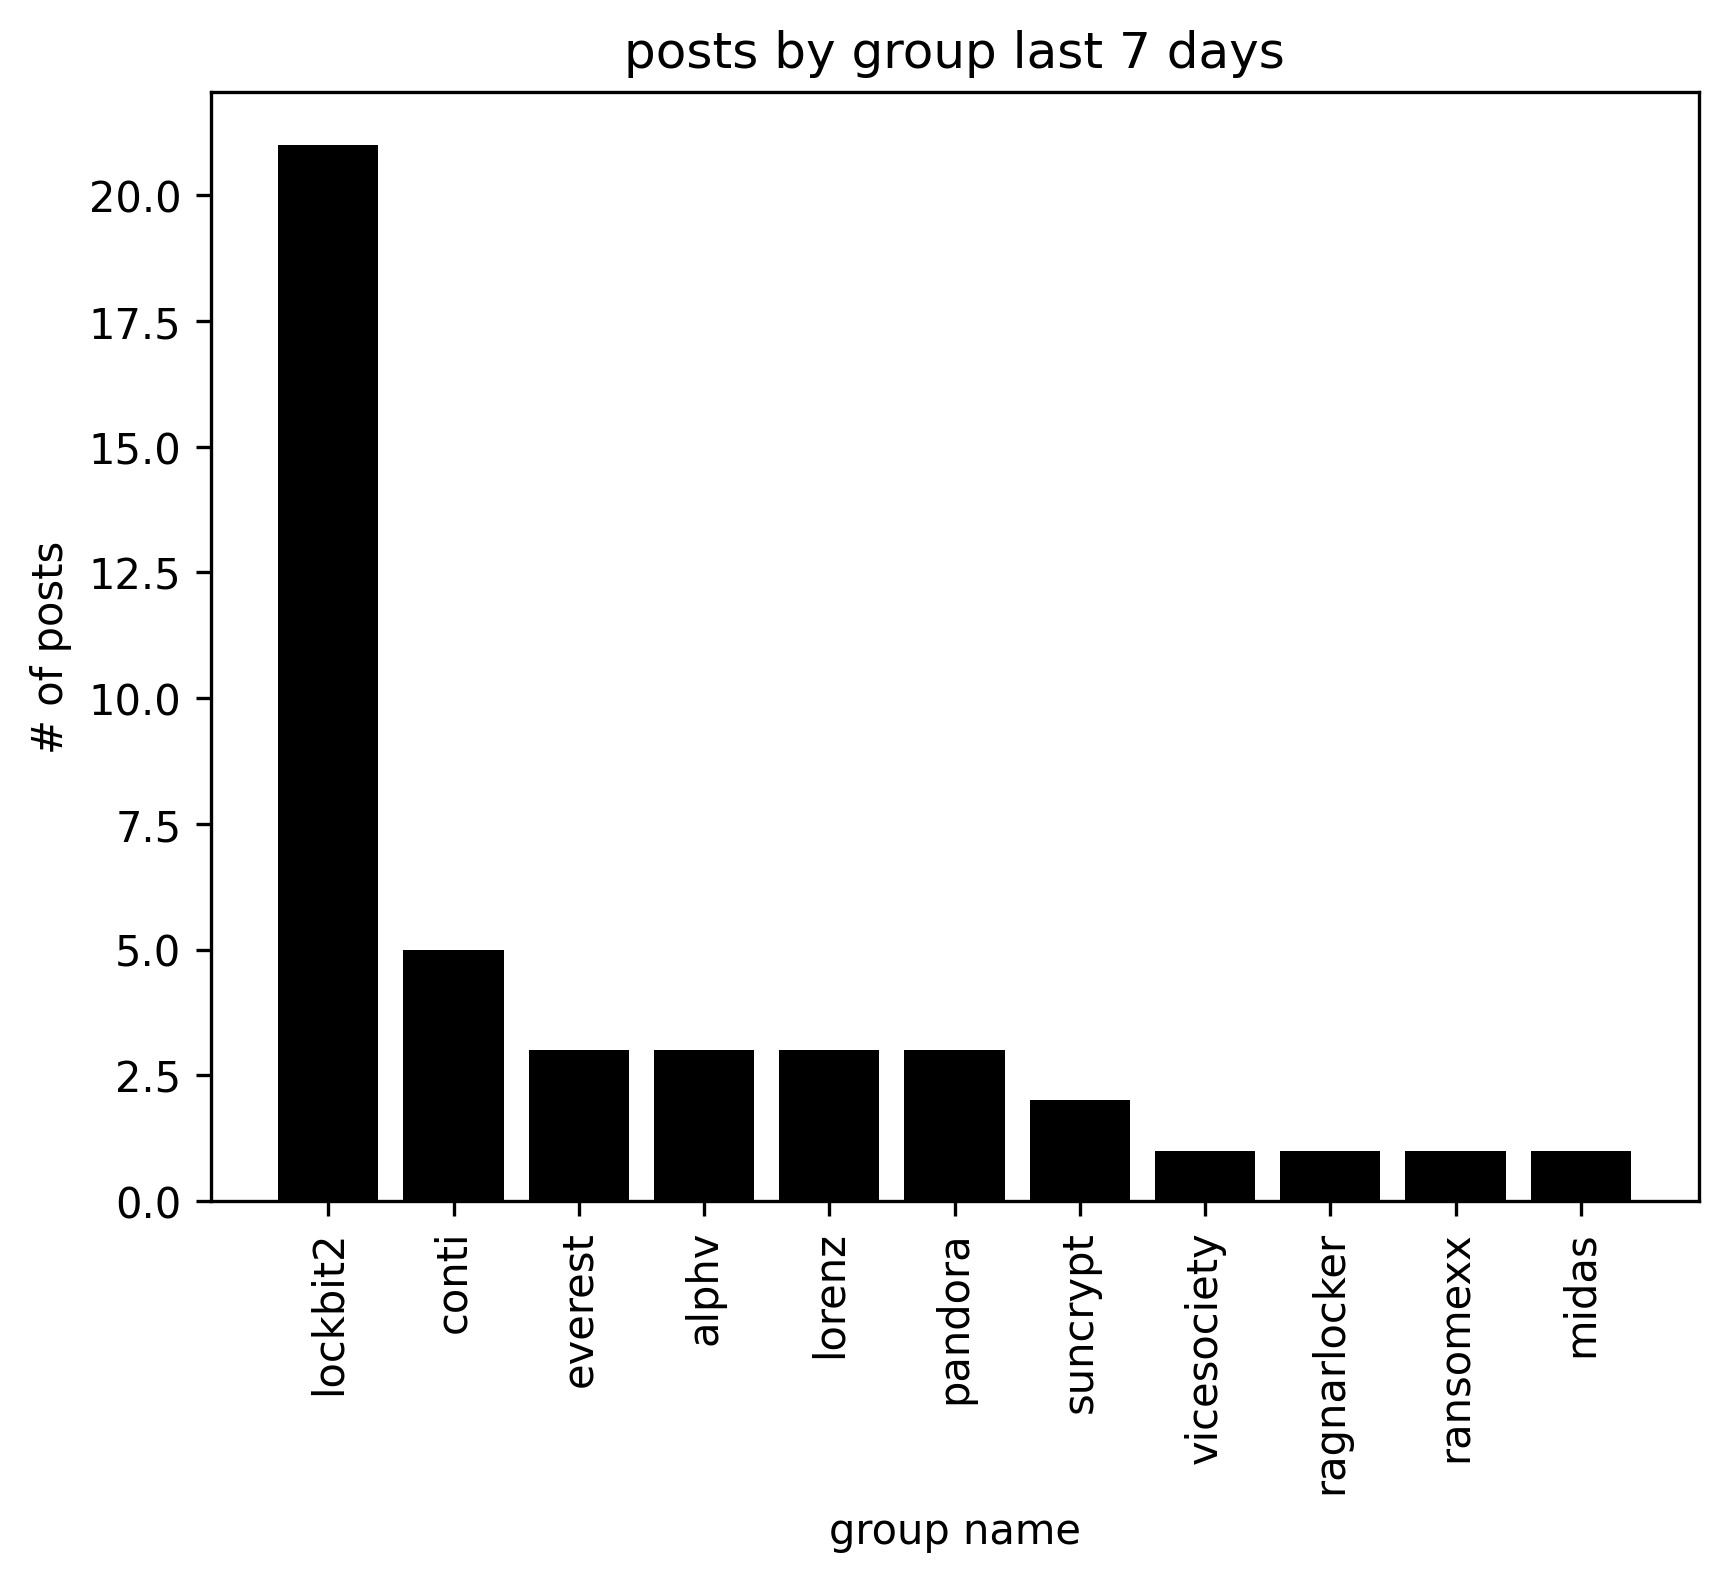 posts by group last 7 days
# of posts
20.0
17.5
15.0
12.5
10.0
7.5
5.0
2.5
0.0
lockbit2
conti
everest
alphv
lorenz
pandora
suncrypt
vicesociety
ragnarlocker
ransomexx
midas
group name